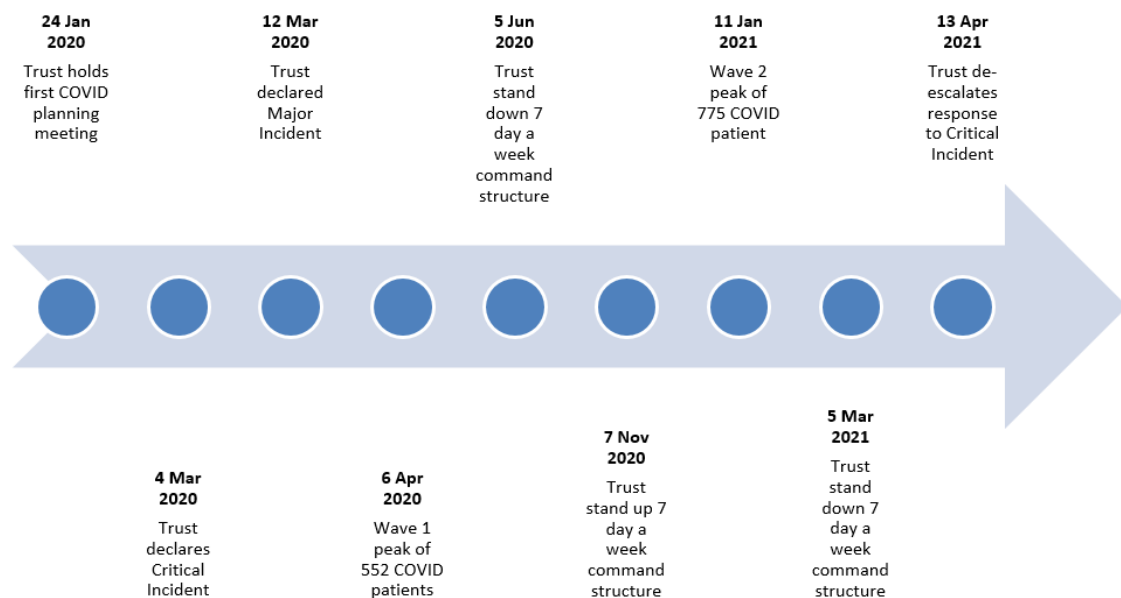 24 Jan
2020
Trust holds
first COVID
planning
meeting
4 Mar
2020
Trust
declares
Critical
Incident
12 Mar
2020
Trust
declared
Major
Incident
6 Apr
2020
Wave 1
peak of
552 COVID
patients
5 Jun
2020
Trust
stand
down 7
day a
week
command
structure
7 Nov
2020
Trust
stand up 7
day a
week
command
structure
11 Jan
2021
Wave 2
peak of
775 COVID
patient
5 Mar
2021
Trust
stand
down 7
day a
week
command
structure
13 Apr
2021
Trust de-
escalates
response
to Critical
Incident